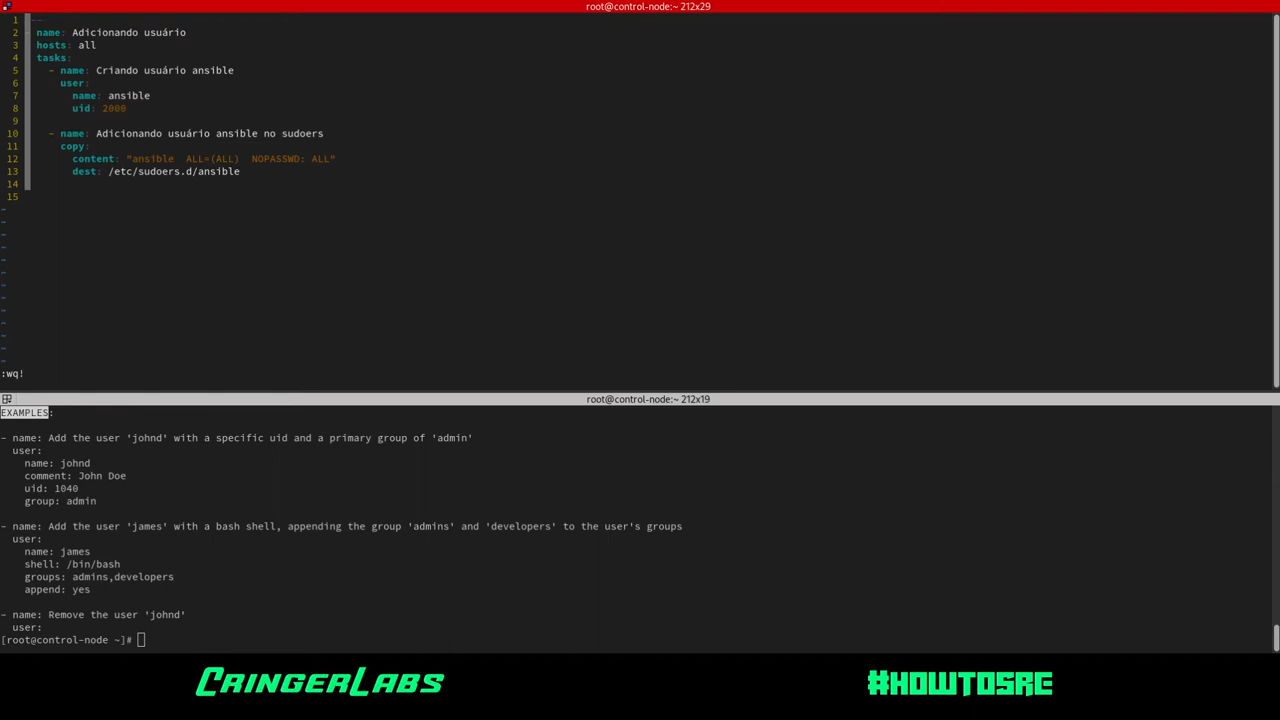 root@control-node:~ 212x29
1 --
2 - name: Adicionando usuário
3 hosts: all
4 tasks:
5 - name: Criando usuário ansible
6 user:
7 name: ansible
8 uid: 2000
9
10 - name: Adicionando usuário ansible no sudoers
11 copy:
12 content: "ansible ALL=(ALL) NOPASSWD: ALL"
13 dest: /etc/sudoers.d/ansible
14
15
~
~
~
~
~
~
~
~
~
~
~
~
~
:wq!
root@control-node:~ 212x19
EXAMPLES:
- name: Add the user 'johnd' with a specific uid and a primary group of 'admin'
user:
name: johnd
comment: John Doe
uid: 1040
group: admin
- name: Add the user 'james' with a bash shell, appending the group 'admins' and 'developers' to the user's groups
user:
name: james
shell: /bin/bash
groups: admins,developers
append: yes
- name: Remove the user 'johnd'
user:
[root@control-node ~]#
CringerLabs
#HOWTOSRE